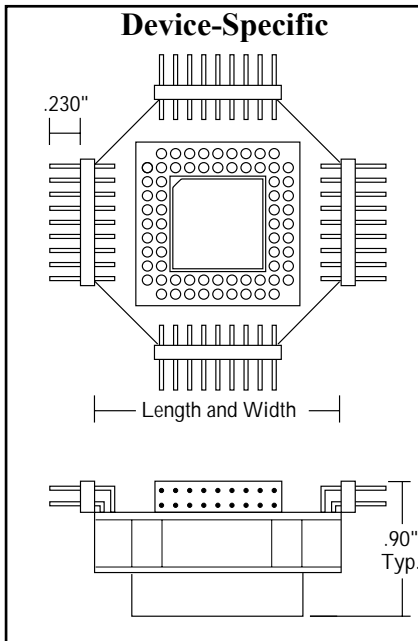 Device-Specific
.230"
Length and Width
.90"
Typ.